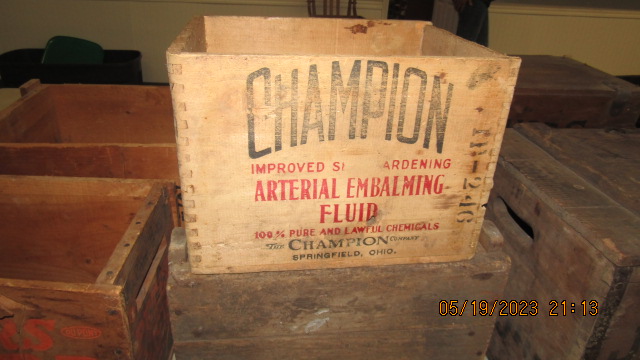 CHAMPION
IMPROVED S ARDENING
ARTERIAL EMBALMING
FLUID
100% PURE AND LAWFUL CHEMICALS
THE CHAMPION COMPANY
SPRINGFIELD, OHIO.
05/19/2023 21:13